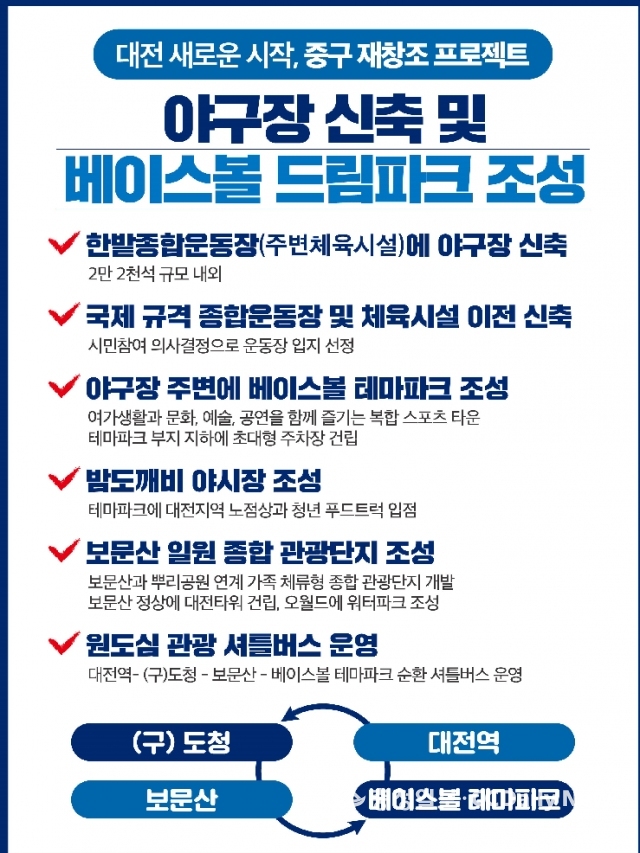 대전 새로운 시작, 중구 재창조 프로젝트
야구장 신축 및
베이스볼 드림파크 조성
한밭종합운동장(주변체육시설)에 야구장 신축
2만 2천석 규모 내외
국제 규격 종합운동장 및 체육시설 이전 신축
시민참여 의사결정으로 운동장 입지 선정
야구장 주변에 베이스볼 테마파크 조성
여가생활과 문화, 예술, 공연을 함께 즐기는 복합 스포츠 타운
테마파크 부지 지하에 초대형 주차장 건립
밤도깨비 야시장 조성
테마파크에 대전지역 노점상과 청년 푸드트럭 입점
보문산 일원 종합 관광단지 조성
보문산과 뿌리공원 연계 가족 체류형 종합 관광단지 개발
보문산 정상에 대전타워 건립, 오월드에 워터파크 조성
원도심 관광 셔틀버스 운영
대전역- (구)도청 - 보문산 - 베이스볼 테마파크 순환 셔틀버스 운영
(구) 도청
대전역
보문산
베이스볼 테마파크